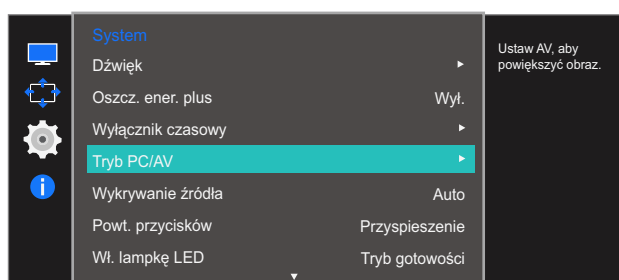 System
Dźwięk
Oszcz. ener. plus Wył.
Wyłącznik czasowy
Tryb PC/AV
Wykrywanie źródła Auto
Powt. przycisków Przyspieszenie
Wł. lampkę LED Tryb gotowości
Ustaw AV, aby
powiększyć obraz.